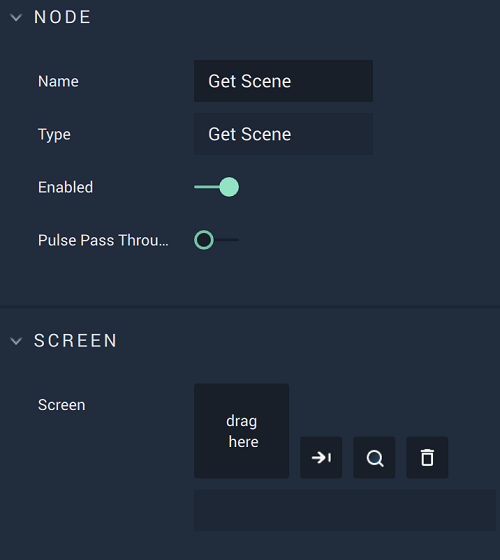 NODE
Name
Get Scene
Type
Get Scene
Enabled
Pulse Pass Throu...
SCREEN
Screen
drag
here